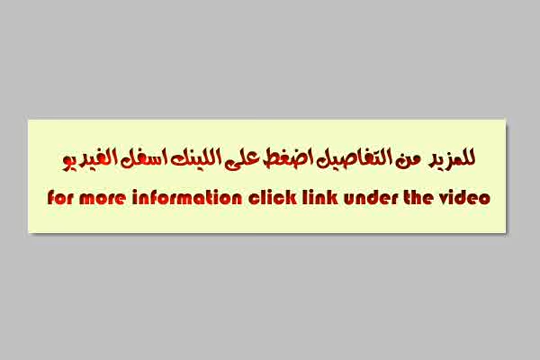 للمزيد من التفاصيل اضغط على اللينك اسفل الفيديو
for more information click link under the video